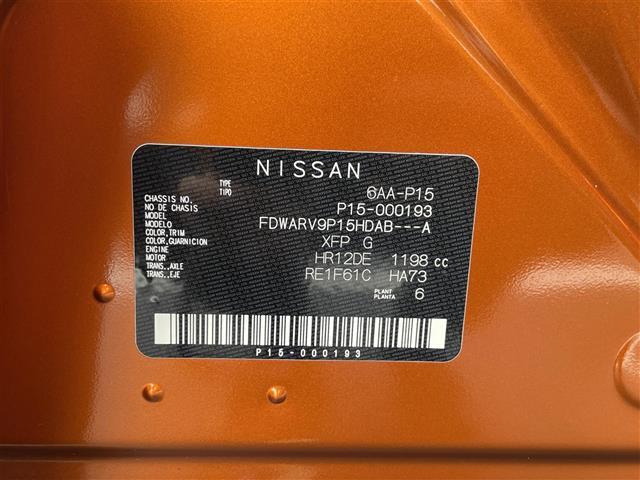 NISSAN
TYPE
TIPO
6AA-P15
CHASSIS NO.
NO DE CHASIS
P15-000193
MODEL
MODELO
FDWARV9P15HDAB---A
COLOR,TRIM
COLOR,GUARNICION
XFP G
ENGINE
MOTOR
HR12DE 1198 cc
TRANS.,AXLE
TRANS.,EJE
RE1F61C HA73
PLANT
PLANTA
6
P15-000193